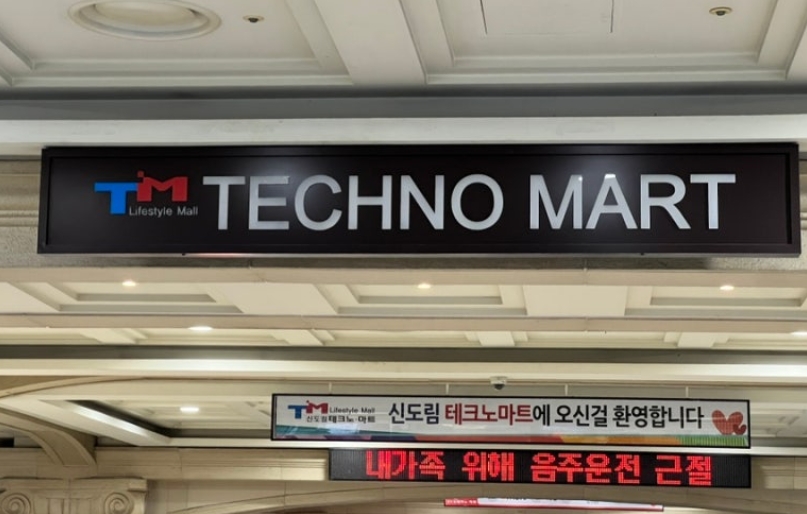 TM TECHNO MART
Lifestyle Mall
TM Lifestyle Mall 신도림 테크노마트에 오신걸 환영합니다
신도림테크노마트
내가족 위해 음주운전 근절